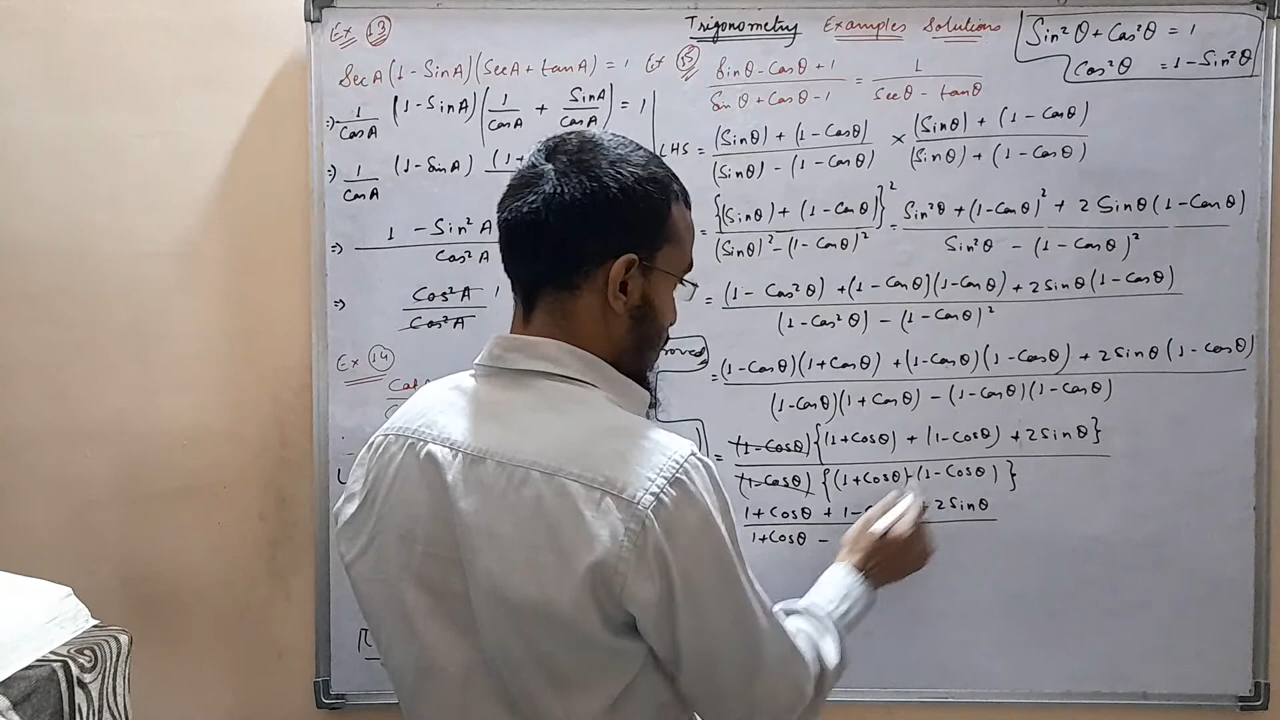 Trigonometry Examples Solutions
Sin²θ + Cos²θ = 1
Cos²θ = 1 - Sin²θ
Ex 13
SecA (1 - SinA) (SecA + tanA) = 1
⇒ 1/CosA (1 - SinA) (1/CosA + SinA/CosA) = 1
⇒ 1/CosA (1 - SinA) (1
⇒ 1 - Sin²A / Cos²A
⇒ Cos²A / Cos²A
Ex 14
Ex 15 Sinθ - Cosθ + 1 / Sinθ + Cosθ - 1 = 1 / Secθ - tanθ
LHS = (Sinθ) + (1 - Cosθ) / (Sinθ) - (1 - Cosθ) × (Sinθ) + (1 - Cosθ) / (Sinθ) + (1 - Cosθ)
= {(Sinθ) + (1 - Cosθ)}² / (Sinθ)² - (1 - Cosθ)² = Sin²θ + (1 - Cosθ)² + 2 Sinθ (1 - Cosθ) / Sin²θ - (1 - Cosθ)²
= (1 - Cos²θ) + (1 - Cosθ)(1 - Cosθ) + 2 Sinθ (1 - Cosθ) / (1 - Cos²θ) - (1 - Cosθ)²
= (1 - Cosθ)(1 + Cosθ) + (1 - Cosθ)(1 - Cosθ) + 2 Sinθ (1 - Cosθ) / (1 - Cosθ)(1 + Cosθ) - (1 - Cosθ)(1 - Cosθ)
= (1 - Cosθ) {(1 + Cosθ) + (1 - Cosθ) + 2 Sinθ} / (1 - Cosθ) {(1 + Cosθ) - (1 - Cosθ)}
1 + Cosθ + 1 - + 2 Sinθ / 1 + Cosθ -